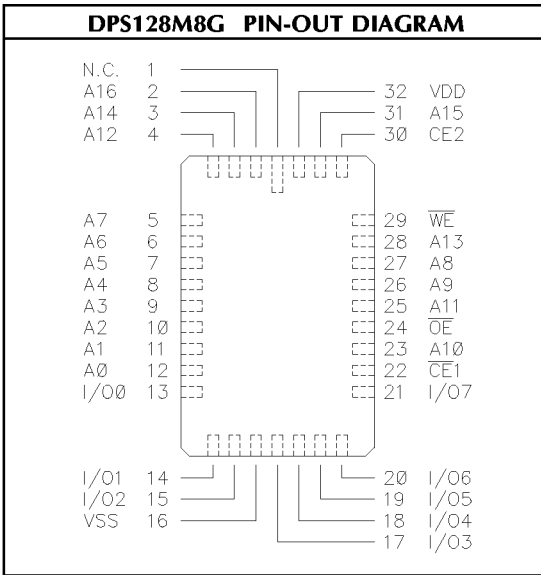 DPS128M8G PIN-OUT DIAGRAM
N.C. 1
A16 2
A14 3
A12 4
32 VDD
31 A15
30 CE2
A7 5
A6 6
A5 7
A4 8
A3 9
A2 10
A1 11
A0 12
I/O0 13
29 W̅E̅
28 A13
27 A8
26 A9
25 A11
24 O̅E̅
23 A10
22 C̅E̅1
21 I/O7
I/O1 14
I/O2 15
VSS 16
20 I/O6
19 I/O5
18 I/O4
17 I/O3